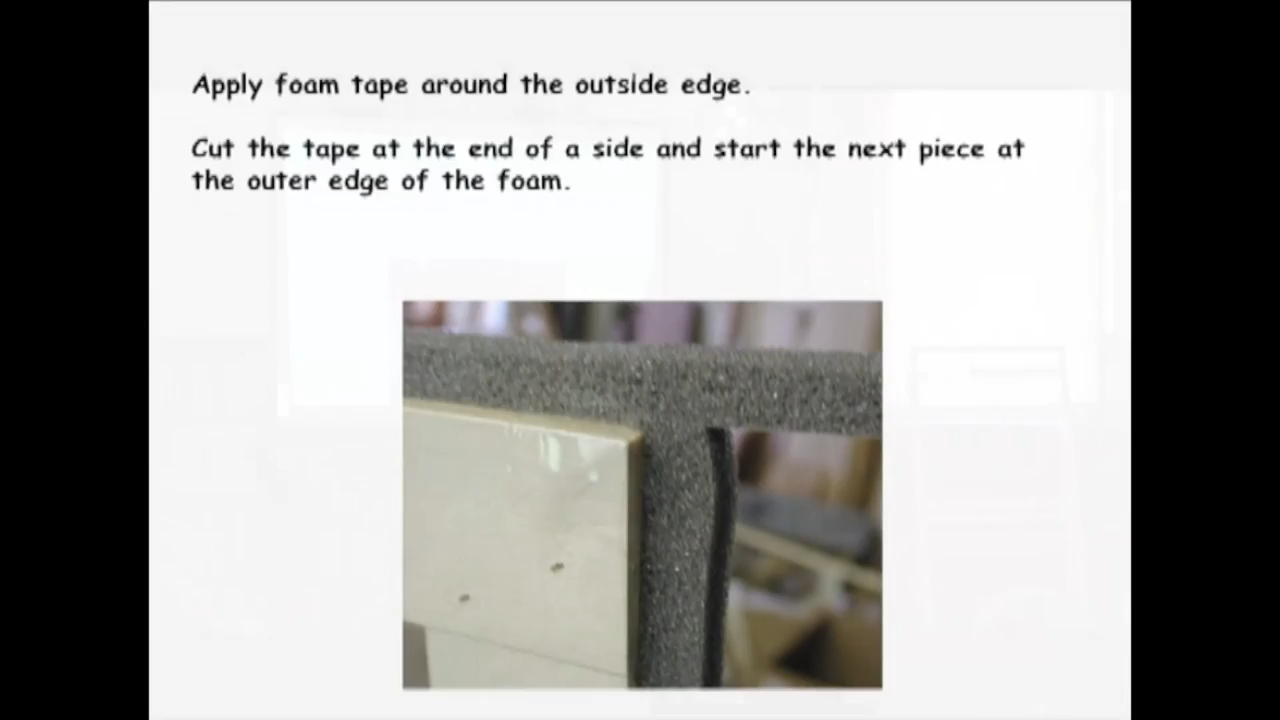 Apply foam tape around the outside edge.
Cut the tape at the end of a side and start the next piece at
the outer edge of the foam.